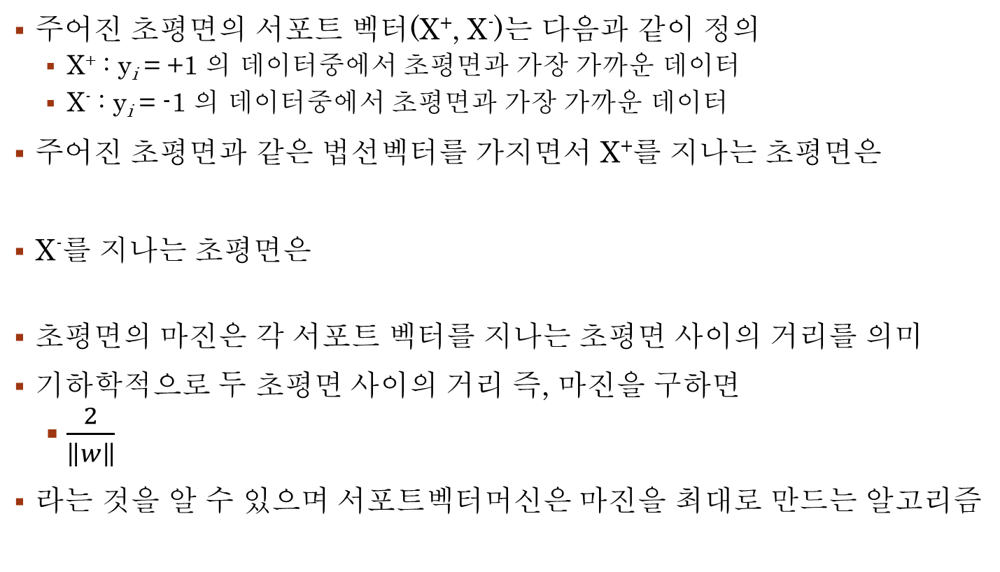 ▪ 주어진 초평면의 서포트 벡터(X⁺, X⁻)는 다음과 같이 정의
▪ X⁺ : yᵢ = +1 의 데이터중에서 초평면과 가장 가까운 데이터
▪ X⁻ : yᵢ = -1 의 데이터중에서 초평면과 가장 가까운 데이터
▪ 주어진 초평면과 같은 법선벡터를 가지면서 X⁺를 지나는 초평면은
▪ X⁻를 지나는 초평면은
▪ 초평면의 마진은 각 서포트 벡터를 지나는 초평면 사이의 거리를 의미
▪ 기하학적으로 두 초평면 사이의 거리 즉, 마진을 구하면
▪ 2
‖w‖
▪ 라는 것을 알 수 있으며 서포트벡터머신은 마진을 최대로 만드는 알고리즘